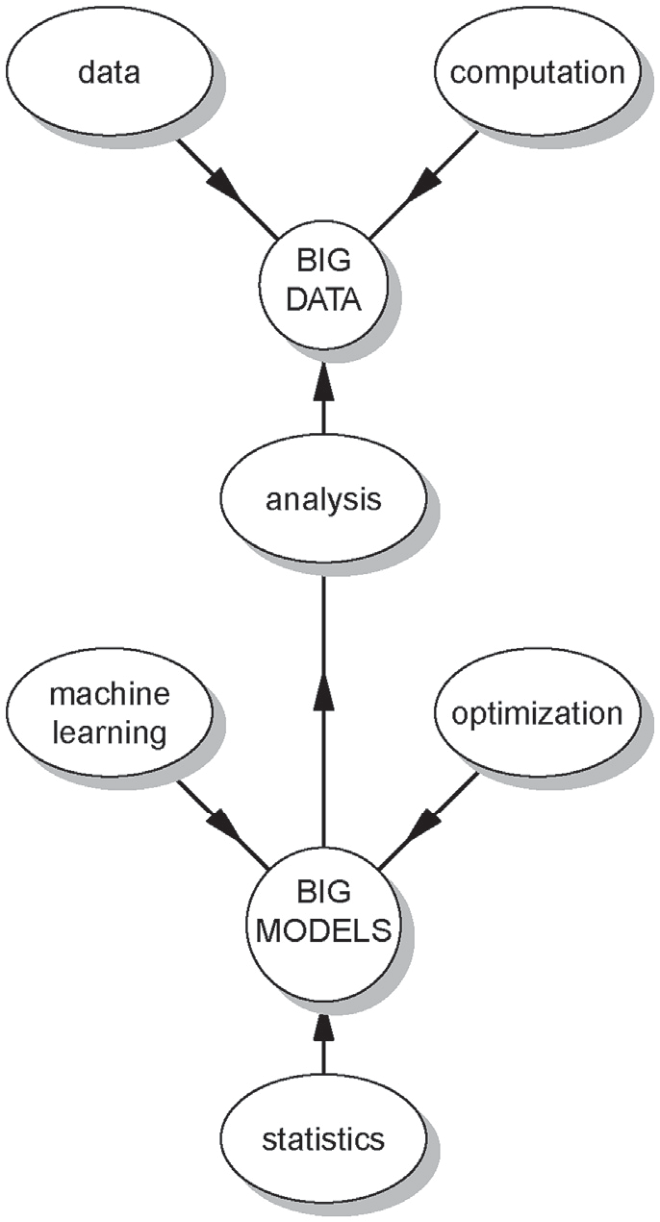 data
computation
BIG
DATA
analysis
machine
learning
optimization
BIG
MODELS
statistics